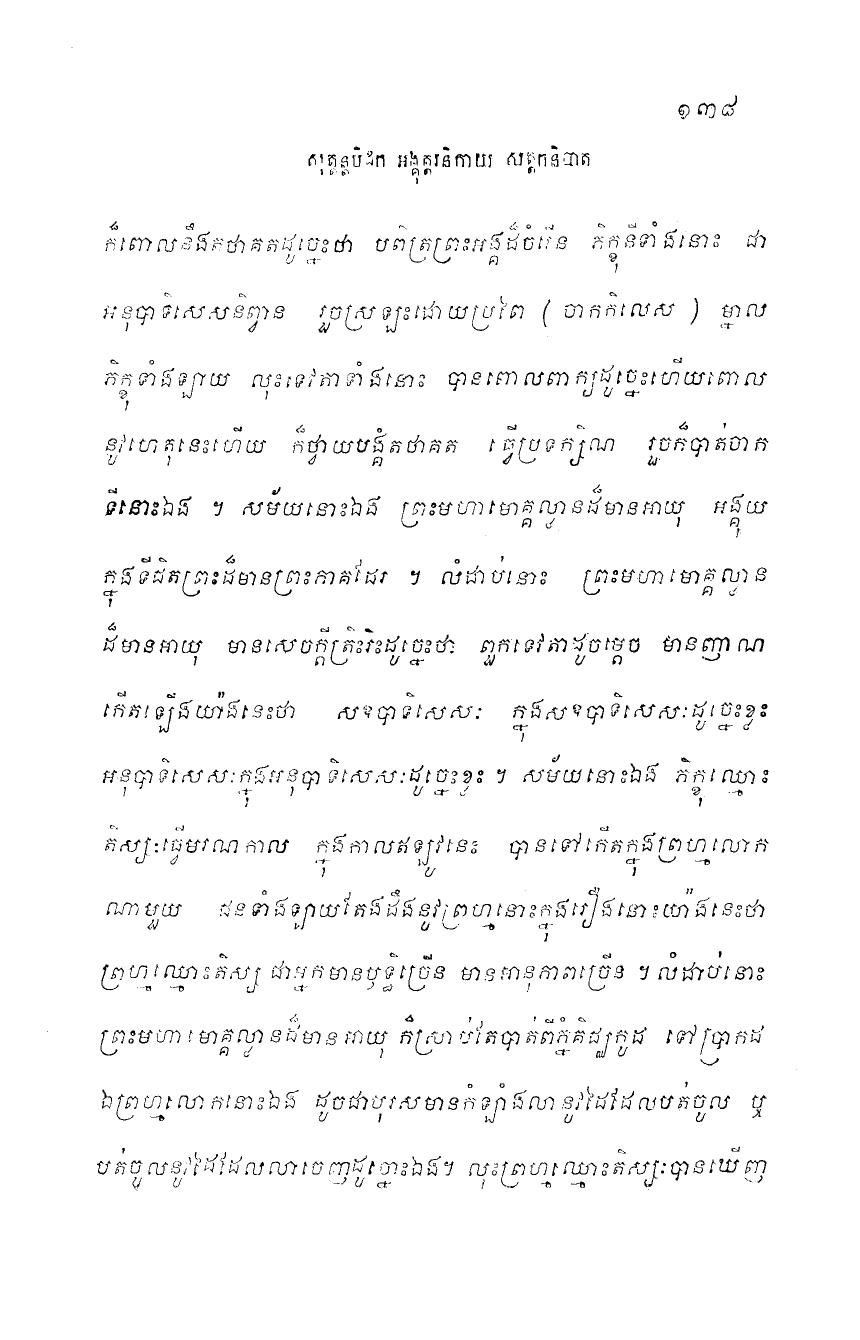 ១៣៨
សុត្តន្តបិដក អង្គុត្តរនិកាយ សត្តកនិបាត
ក៏ពោលនឹងតថាគតដូច្នេះថា បពិត្រព្រះអង្គដ៏ចំរើន ភិក្ខុនីទាំងនោះ ជា
អនុបាទិសេសនិព្វាន រួចស្រឡះដោយប្រពៃ ( ចាកកិលេស ) ម្នាល
ភិក្ខុទាំងឡាយ លុះទេវតាទាំងនោះ បានពោលពាក្យដូច្នេះហើយពោល
នូវហេតុនេះហើយ ក៏ថ្វាយបង្គំតថាគត ធ្វើប្រទក្សិណ រួចក៏បាត់ចាក
ទីនោះឯង ។ សម័យនោះឯង ព្រះមហាមោគ្គល្លានដ៏មានអាយុ អង្គុយ
ក្នុងទីជិតព្រះដ៏មានព្រះភាគដែរ ។ លំដាប់នោះ ព្រះមហាមោគ្គល្លាន
ដ៏មានអាយុ មានសេចក្តីត្រិះរិះដូច្នេះថា ពួកទេវតាដូចម្តេច មានញាណ
កើតឡើងយ៉ាងនេះថា សឧបាទិសេសៈ ក្នុងសឧបាទិសេសៈដូច្នេះខ្លះ
អនុបាទិសេសៈក្នុងអនុបាទិសេសៈដូច្នេះខ្លះ ។ សម័យនោះឯង ភិក្ខុឈ្មោះ
តិស្សៈធ្វើមរណកាល ក្នុងកាលឥឡូវនេះ បានទៅកើតក្នុងព្រហ្មលោក
ណាមួយ ជនទាំងឡាយតែងដឹងនូវព្រហ្មនោះក្នុងរឿងនោះយ៉ាងនេះថា
ព្រហ្មឈ្មោះតិស្ស ជាអ្នកមានឫទ្ធិច្រើន មានអានុភាពច្រើន ។ លំដាប់នោះ
ព្រះមហាមោគ្គល្លានដ៏មានអាយុ ក៏ស្រាប់តែបាត់ពីភ្នំគិជ្ឈកូដ ទៅប្រាកដ
ឯព្រហ្មលោកនោះឯង ដូចជាបុរសមានកំឡាំងលានូវដៃដែលបត់ចូល ឬ
បត់ចូលនូវដៃដែលលាចេញដូច្នោះឯង។ លុះព្រហ្មឈ្មោះតិស្សៈបានឃើញ